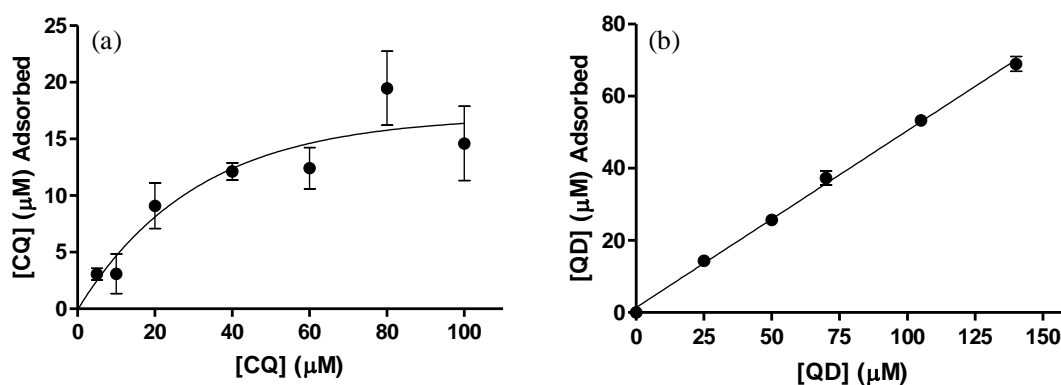 (a)
[CQ] (μM) Adsorbed
25
20
15
10
5
0
0 20 40 60 80 100
[CQ] (μM)
(b)
[QD] (μM) Adsorbed
80
60
40
20
0
0 25 50 75 100 125 150
[QD] (μM)